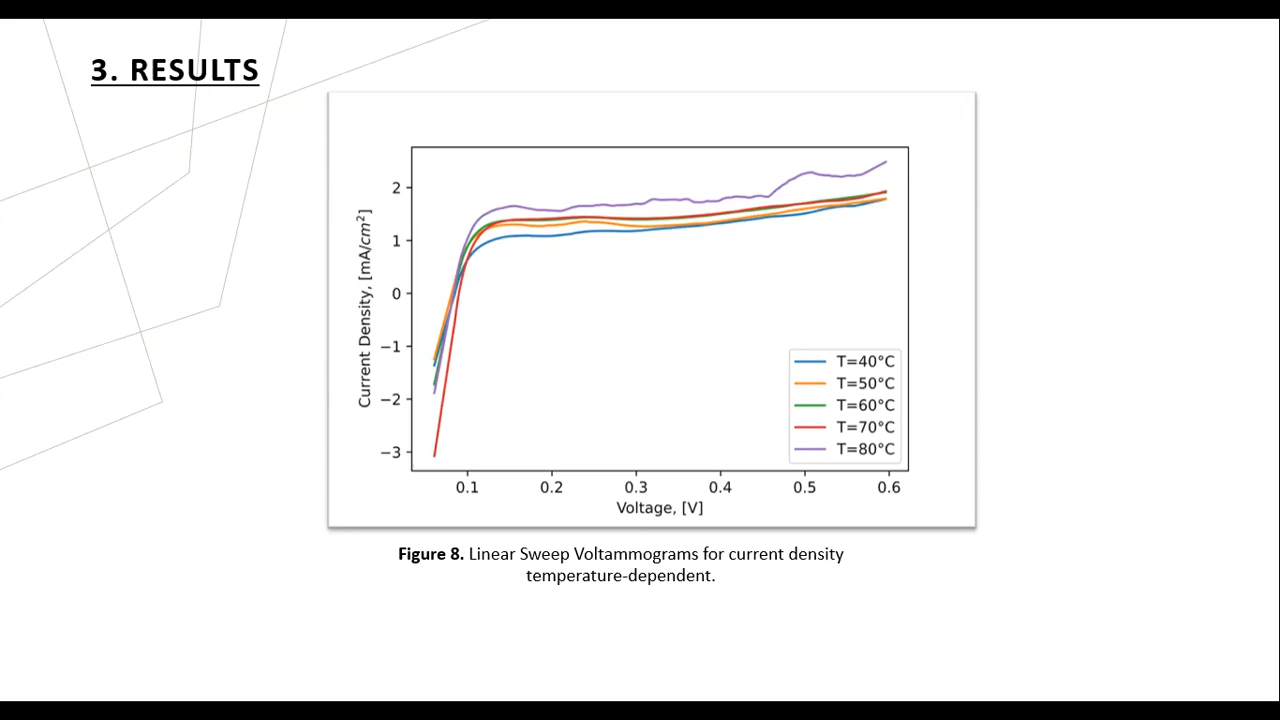 3. RESULTS
2
1
0
−1
−2
−3
Current Density, [mA/cm²]
T=40°C
T=50°C
T=60°C
T=70°C
T=80°C
0.1 0.2 0.3 0.4 0.5 0.6
Voltage, [V]
Figure 8. Linear Sweep Voltammograms for current density
temperature-dependent.